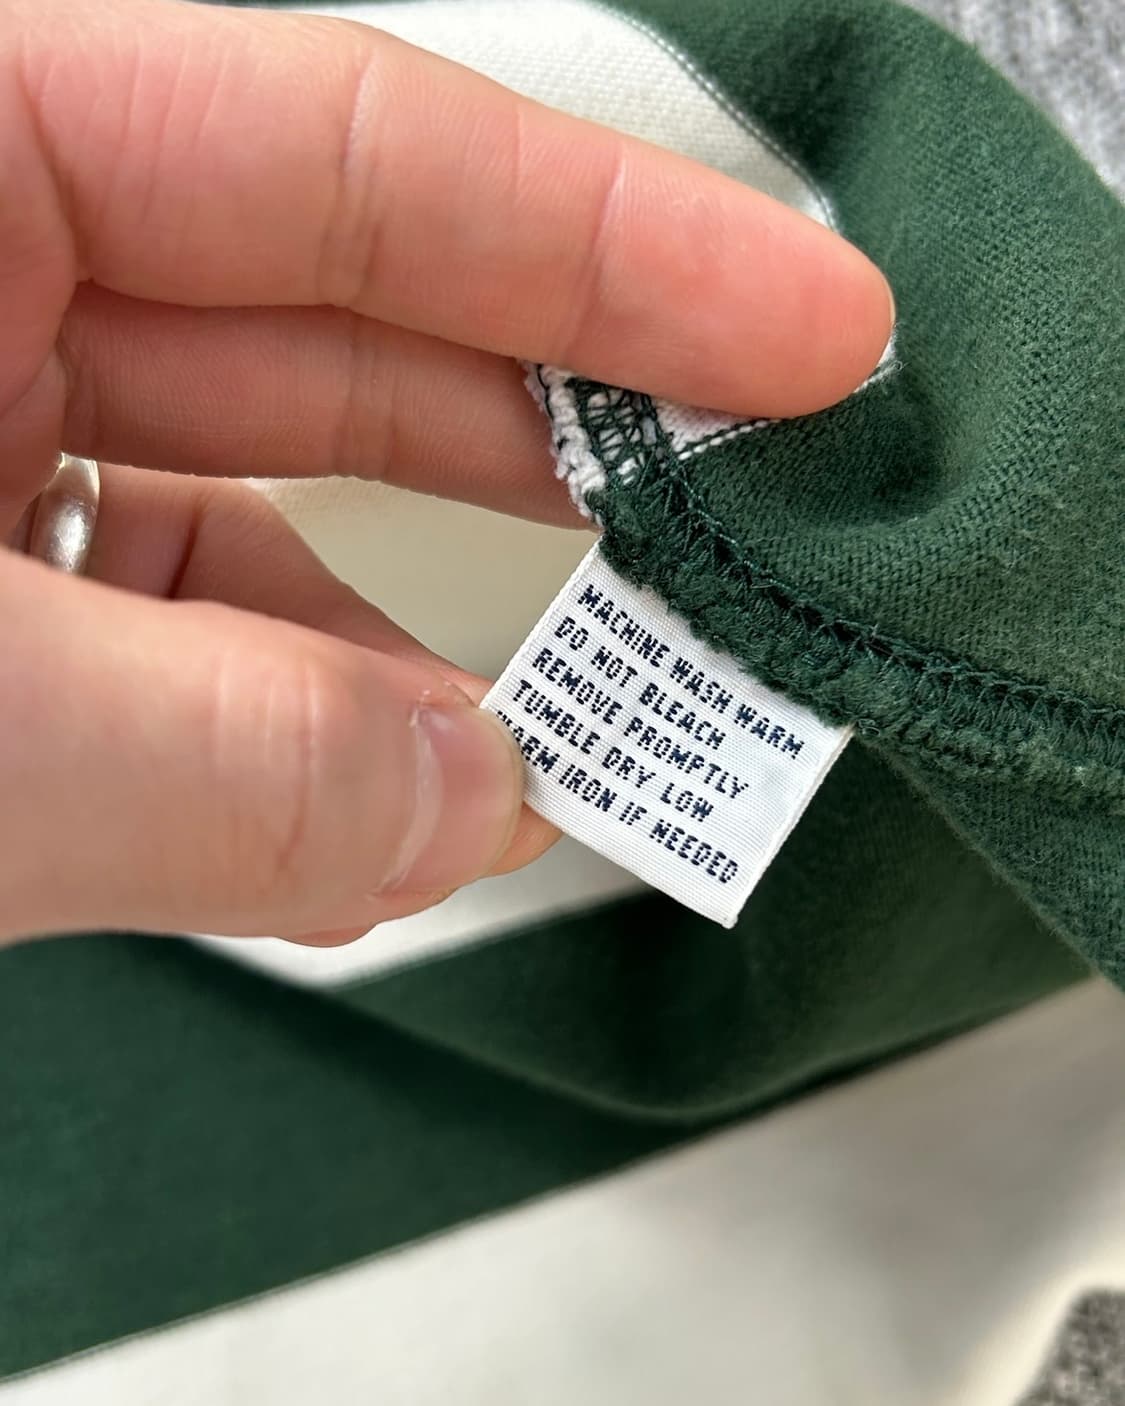 MACHINE WASH WARM
DO NOT BLEACH
REMOVE PROMPTLY
TUMBLE DRY LOW
WARM IRON IF NEEDED